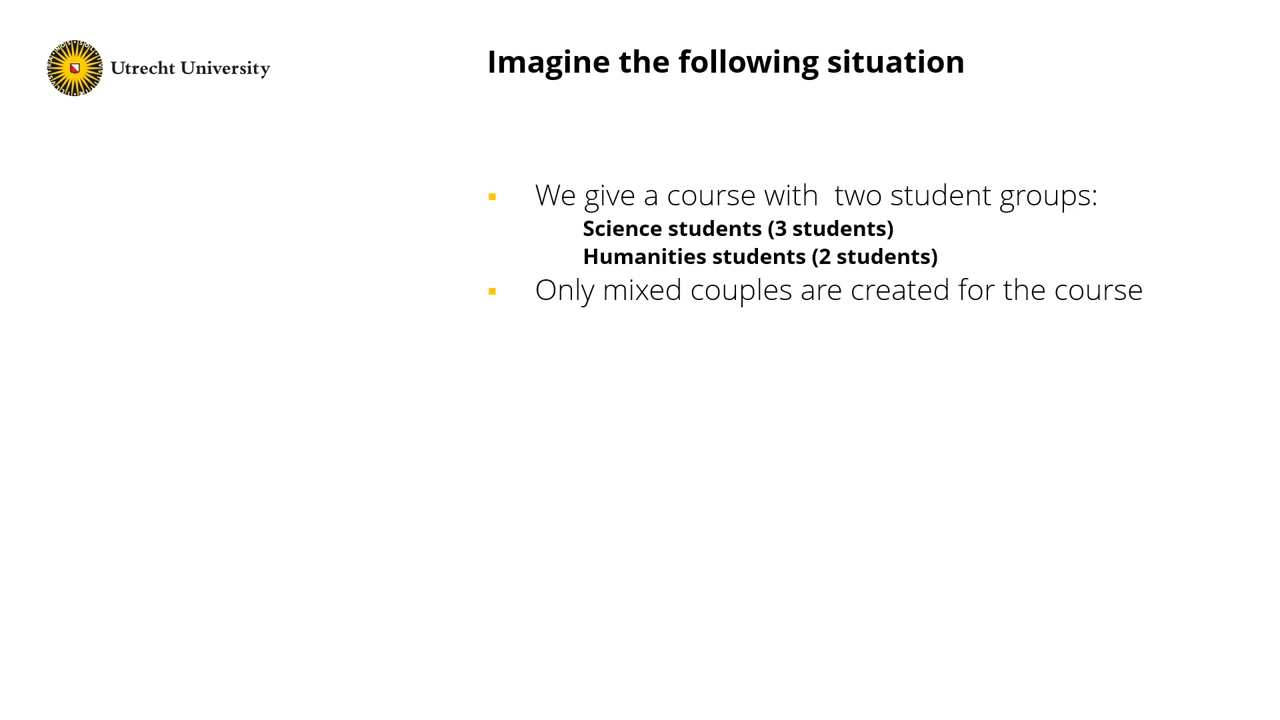 Utrecht University
Imagine the following situation
We give a course with  two student groups:
Science students (3 students)
Humanities students (2 students)
Only mixed couples are created for the course